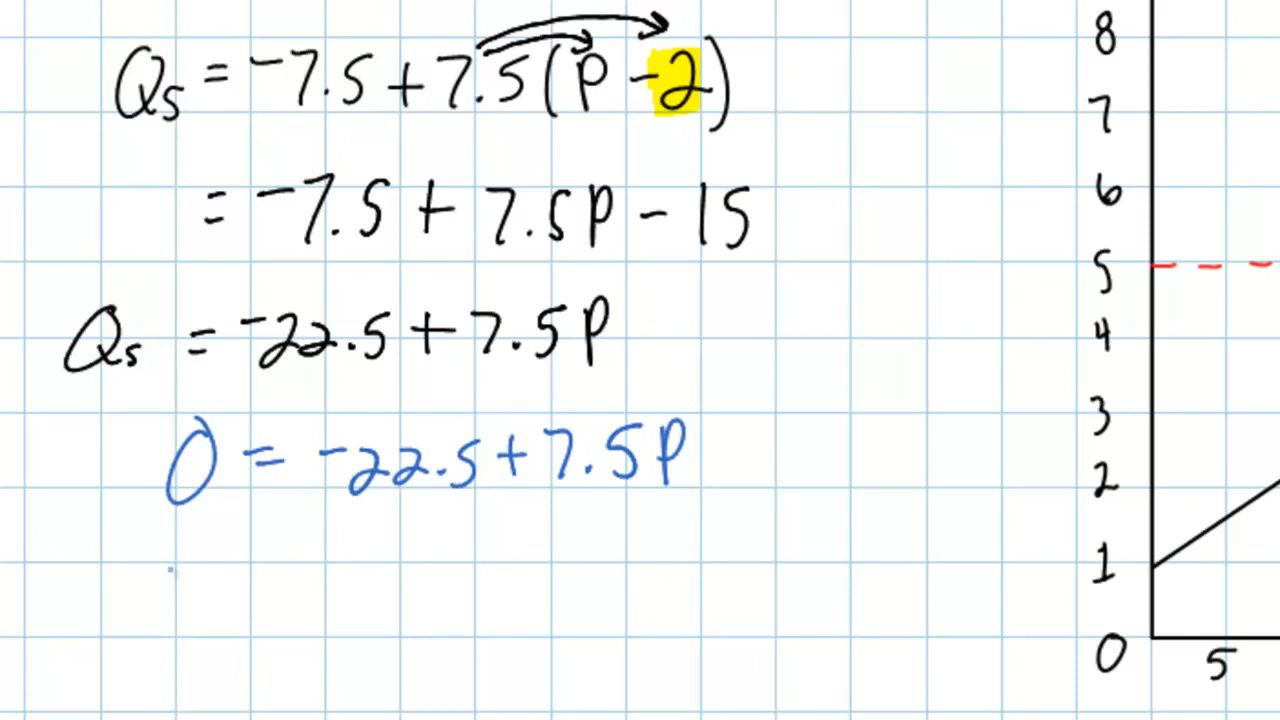 Qs = -7.5 + 7.5(P - 2)
= -7.5 + 7.5P - 15
Qs = -22.5 + 7.5P
0 = -22.5 + 7.5P
8
7
6
5
4
3
2
1
0
5